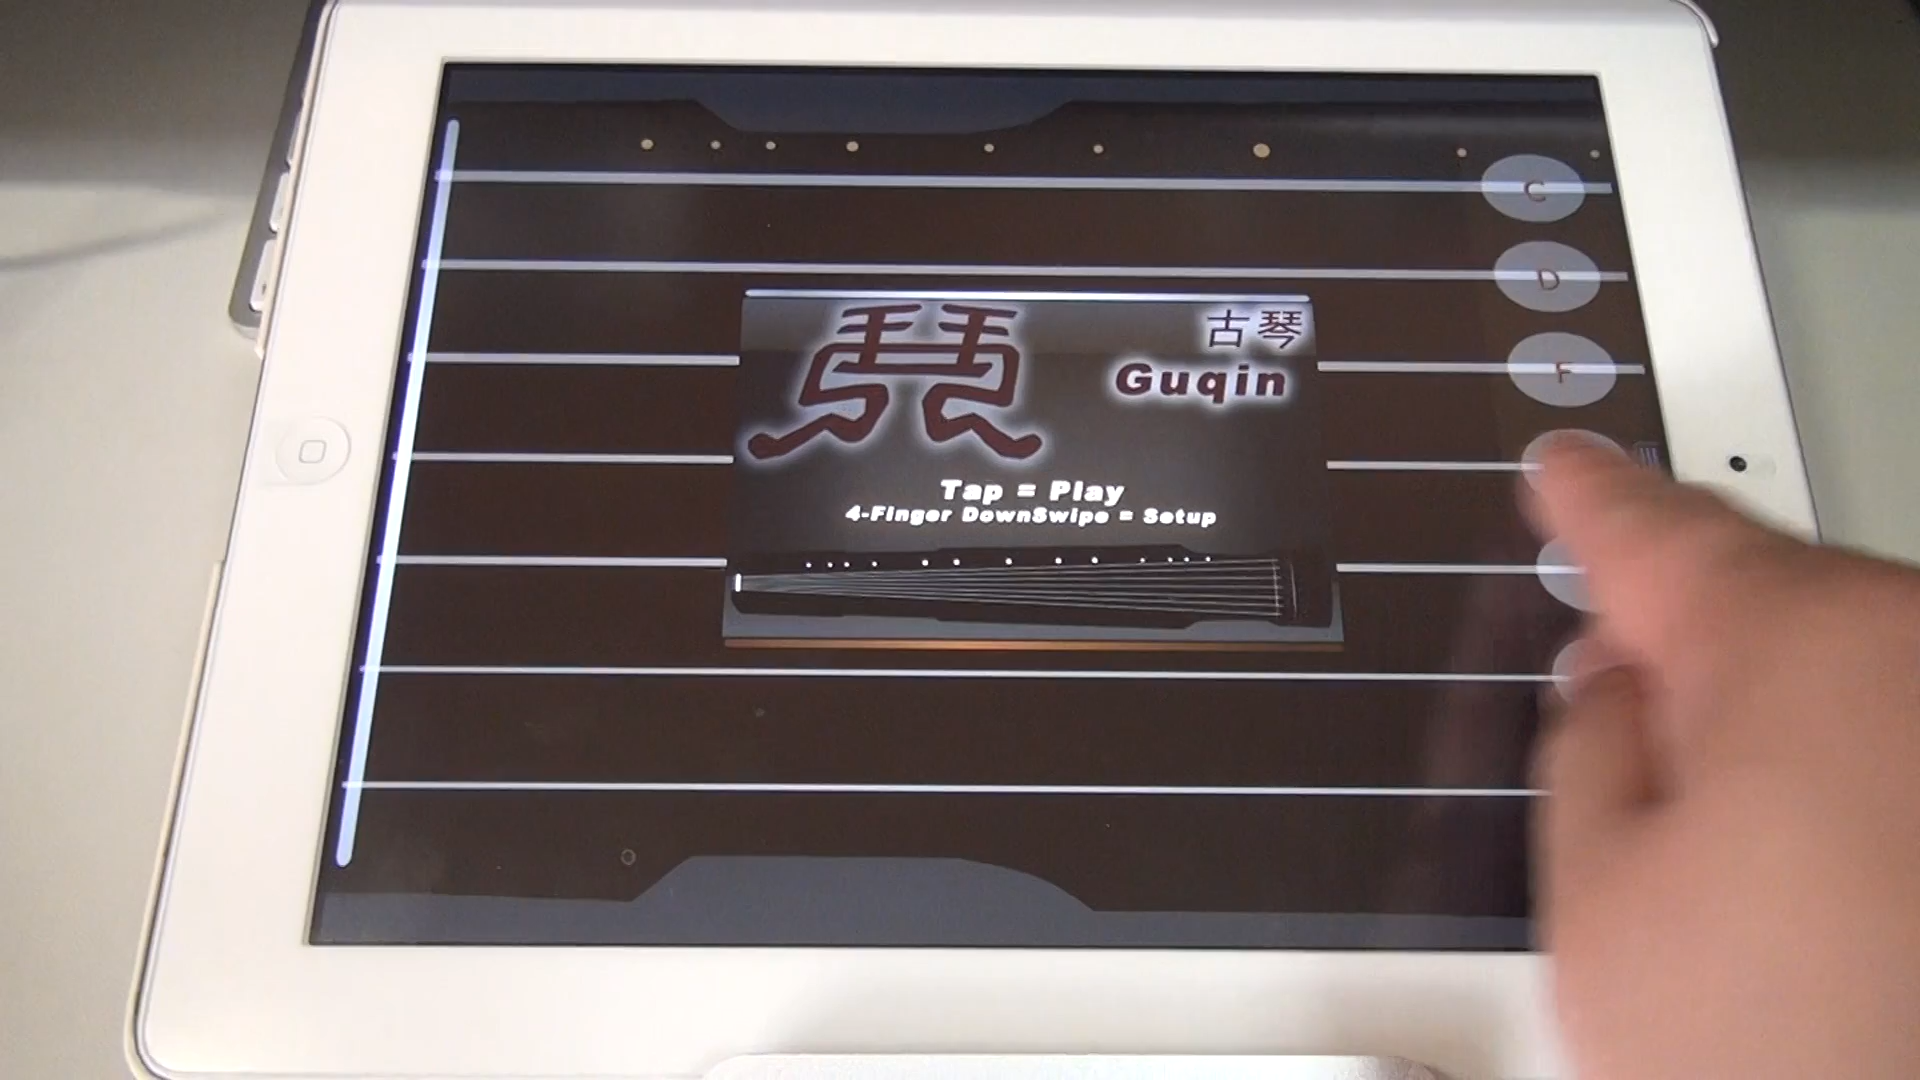 C
D
古琴
Guqin
F
Tap = Play
4-Finger DownSwipe = Setup